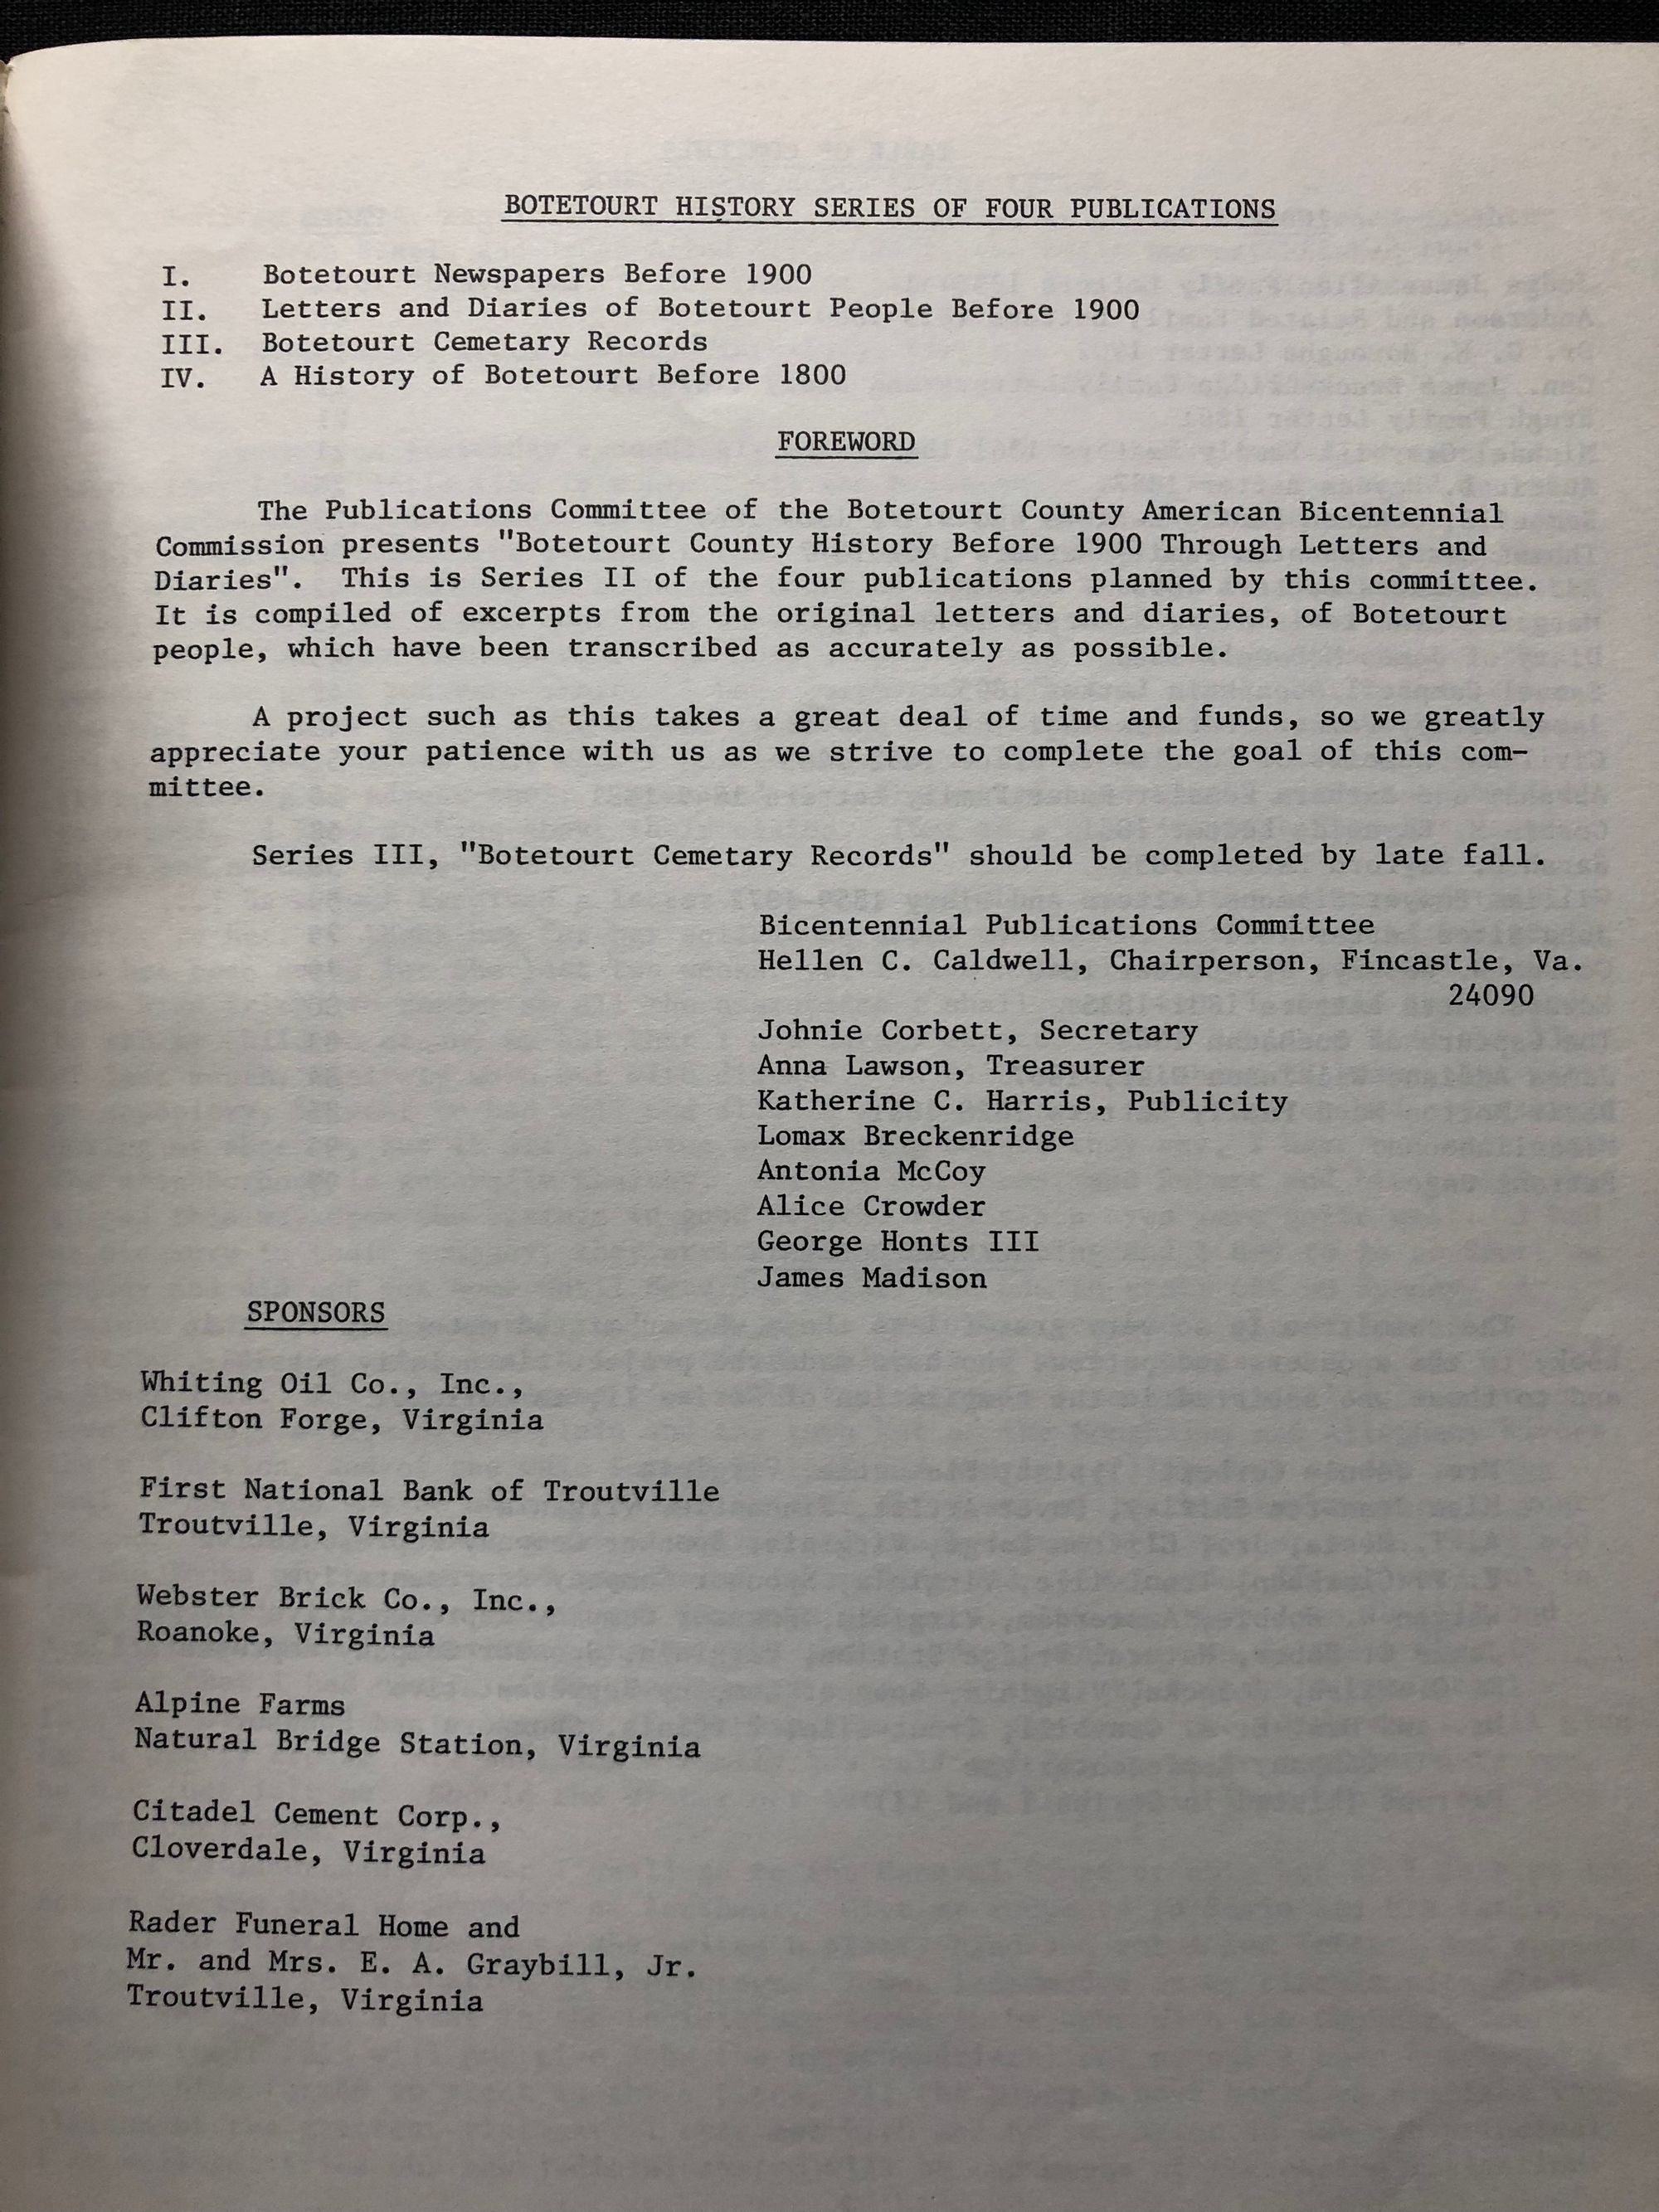 BOTETOURT HISTORY SERIES OF FOUR PUBLICATIONS
I. Botetourt Newspapers Before 1900
II. Letters and Diaries of Botetourt People Before 1900
III. Botetourt Cemetary Records
IV. A History of Botetourt Before 1800
FOREWORD
The Publications Committee of the Botetourt County American Bicentennial
Commission presents "Botetourt County History Before 1900 Through Letters and
Diaries". This is Series II of the four publications planned by this committee.
It is compiled of excerpts from the original letters and diaries, of Botetourt
people, which have been transcribed as accurately as possible.
A project such as this takes a great deal of time and funds, so we greatly
appreciate your patience with us as we strive to complete the goal of this com-
mittee.
Series III, "Botetourt Cemetary Records" should be completed by late fall.
Bicentennial Publications Committee
Hellen C. Caldwell, Chairperson, Fincastle, Va.
24090
Johnie Corbett, Secretary
Anna Lawson, Treasurer
Katherine C. Harris, Publicity
Lomax Breckenridge
Antonia McCoy
Alice Crowder
George Honts III
James Madison
SPONSORS
Whiting Oil Co., Inc.,
Clifton Forge, Virginia
First National Bank of Troutville
Troutville, Virginia
Webster Brick Co., Inc.,
Roanoke, Virginia
Alpine Farms
Natural Bridge Station, Virginia
Citadel Cement Corp.,
Cloverdale, Virginia
Rader Funeral Home and
Mr. and Mrs. E. A. Graybill, Jr.
Troutville, Virginia